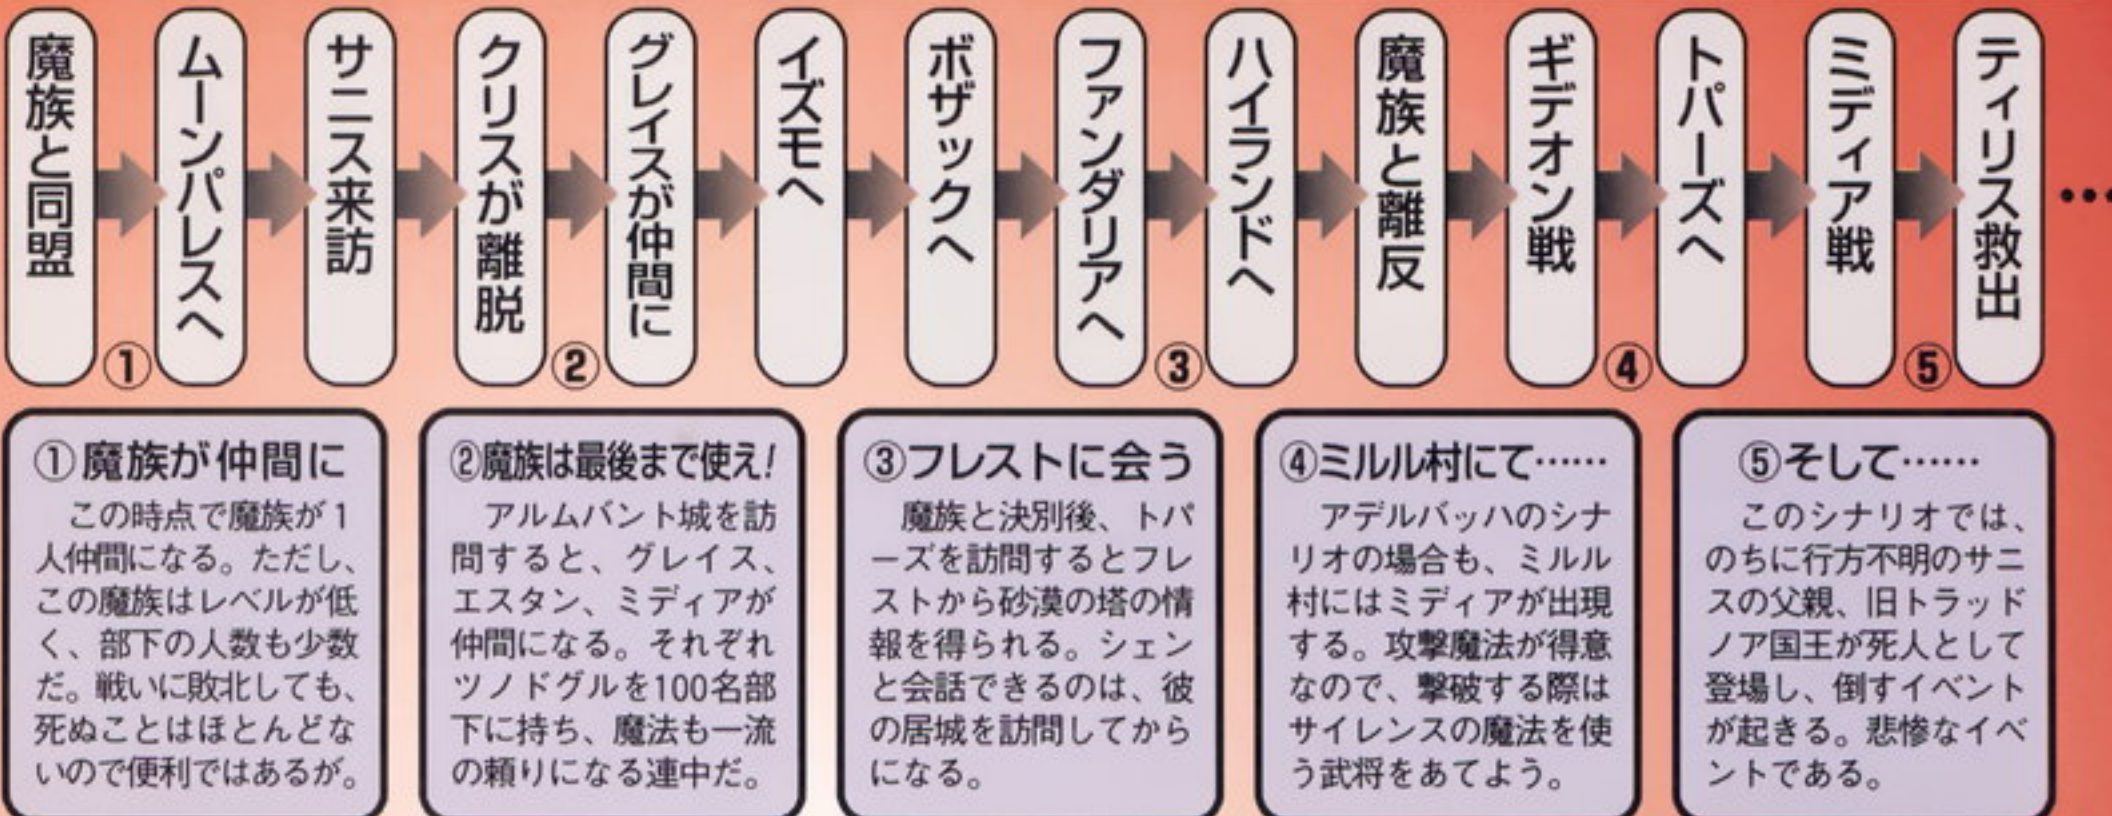 魔族と同盟
ムーンパレスへ
サニス来訪
クリスが離脱
グレイスが仲間に
イズモへ
ボザックへ
ファンダリアへ
ハイランドへ
魔族と離反
ギデオン戦
トパーズへ
ミディア戦
ティリス救出
…
①
②
③
④
⑤
①魔族が仲間に
この時点で魔族が1
人仲間になる。ただし、
この魔族はレベルが低
く、部下の人数も少数
だ。戦いに敗北しても、
死ぬことはほとんどな
いので便利ではあるが。
②魔族は最後まで使え!
アルムバント城を訪
問すると、グレイス、
エスタン、ミディアが
仲間になる。それぞれ
ツノドグルを100名部
下に持ち、魔法も一流
の頼りになる連中だ。
③フレストに会う
魔族と決別後、トパ
ーズを訪問するとフレ
ストから砂漠の塔の情
報を得られる。シェン
と会話できるのは、彼
の居城を訪問してから
になる。
④ミルル村にて……
アデルバッハのシナ
リオの場合も、ミルル
村にはミディアが出現
する。攻撃魔法が得意
なので、撃破する際は
サイレンスの魔法を使
う武将をあてよう。
⑤そして……
このシナリオでは、
のちに行方不明のサニ
スの父親、旧トラッド
ノア国王が死人として
登場し、倒すイベント
が起きる。悲惨なイベ
ントである。